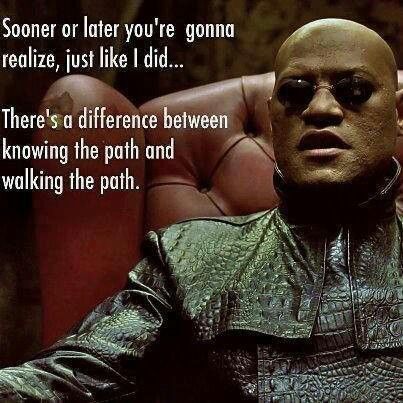 Sooner or later you're gonna
realize, just like I did...
There's a difference between
knowing the path and
walking the path.